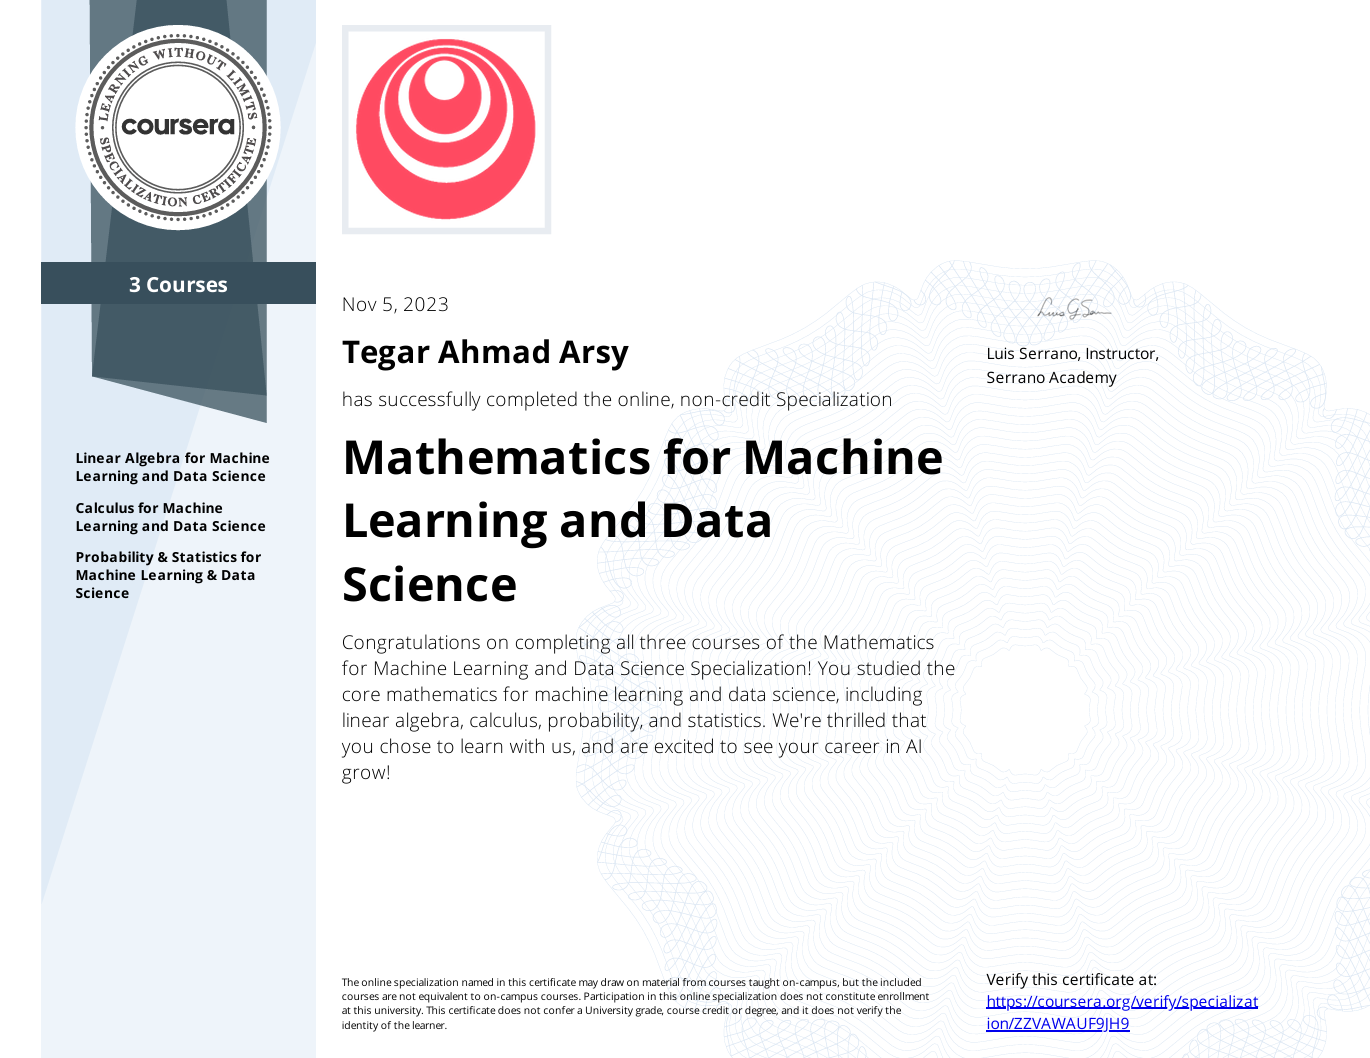 LEARNING WITHOUT LIMITS
coursera
SPECIALIZATION CERTIFICATE
3 Courses
Linear Algebra for Machine
Learning and Data Science
Calculus for Machine
Learning and Data Science
Probability & Statistics for
Machine Learning & Data
Science
Nov 5, 2023
Tegar Ahmad Arsy
has successfully completed the online, non-credit Specialization
Mathematics for Machine
Learning and Data
Science
Congratulations on completing all three courses of the Mathematics
for Machine Learning and Data Science Specialization! You studied the
core mathematics for machine learning and data science, including
linear algebra, calculus, probability, and statistics. We're thrilled that
you chose to learn with us, and are excited to see your career in AI
grow!
Luis G Serrano
Luis Serrano, Instructor,
Serrano Academy
The online specialization named in this certificate may draw on material from courses taught on-campus, but the included
courses are not equivalent to on-campus courses. Participation in this online specialization does not constitute enrollment
at this university. This certificate does not confer a University grade, course credit or degree, and it does not verify the
identity of the learner.
Verify this certificate at:
https://coursera.org/verify/specializat
ion/ZZVAWAUF9JH9